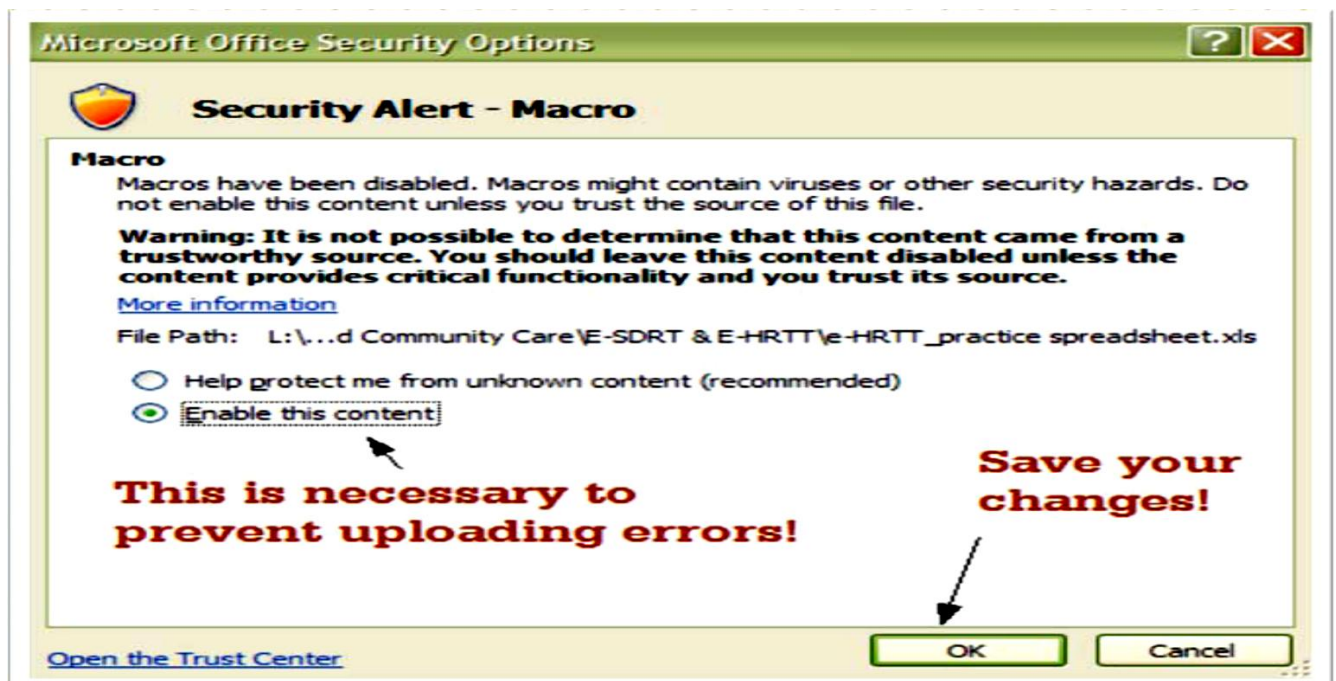 Microsoft Office Security Options
Security Alert - Macro
Macro
Macros have been disabled. Macros might contain viruses or other security hazards. Do
not enable this content unless you trust the source of this file.
Warning: It is not possible to determine that this content came from a
trustworthy source. You should leave this content disabled unless the
content provides critical functionality and you trust its source.
More information
File Path: L:\...d Community Care\E-SDRT & E-HRTT\e-HRTT_practice spreadsheet.xls
Help protect me from unknown content (recommended)
Enable this content
This is necessary to
prevent uploading errors!
Save your
changes!
Open the Trust Center
OK
Cancel